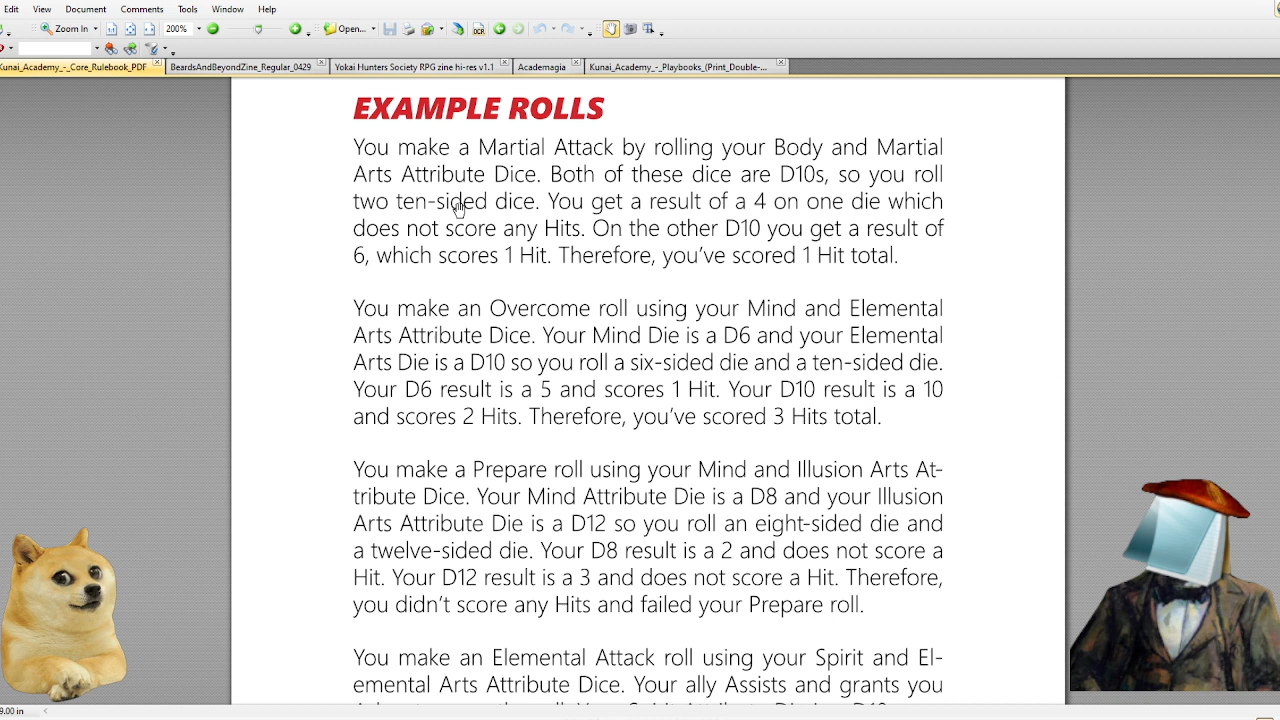 Edit View Document Comments Tools Window Help
Zoom In 200% Open... OCR
Kunai_Academy_-_Core_Rulebook_PDF BeardsAndBeyondZine_Regular_0429 Yokai Hunters Society RPG zine hi-res v1.1 Academagia Kunai_Academy_-_Playbooks_(Print_Double-...
EXAMPLE ROLLS
You make a Martial Attack by rolling your Body and Martial
Arts Attribute Dice. Both of these dice are D10s, so you roll
two ten-sided dice. You get a result of a 4 on one die which
does not score any Hits. On the other D10 you get a result of
6, which scores 1 Hit. Therefore, you've scored 1 Hit total.
You make an Overcome roll using your Mind and Elemental
Arts Attribute Dice. Your Mind Die is a D6 and your Elemental
Arts Die is a D10 so you roll a six-sided die and a ten-sided die.
Your D6 result is a 5 and scores 1 Hit. Your D10 result is a 10
and scores 2 Hits. Therefore, you've scored 3 Hits total.
You make a Prepare roll using your Mind and Illusion Arts At-
tribute Dice. Your Mind Attribute Die is a D8 and your Illusion
Arts Attribute Die is a D12 so you roll an eight-sided die and
a twelve-sided die. Your D8 result is a 2 and does not score a
Hit. Your D12 result is a 3 and does not score a Hit. Therefore,
you didn't score any Hits and failed your Prepare roll.
You make an Elemental Attack roll using your Spirit and El-
emental Arts Attribute Dice. Your ally Assists and grants you
9.00 in